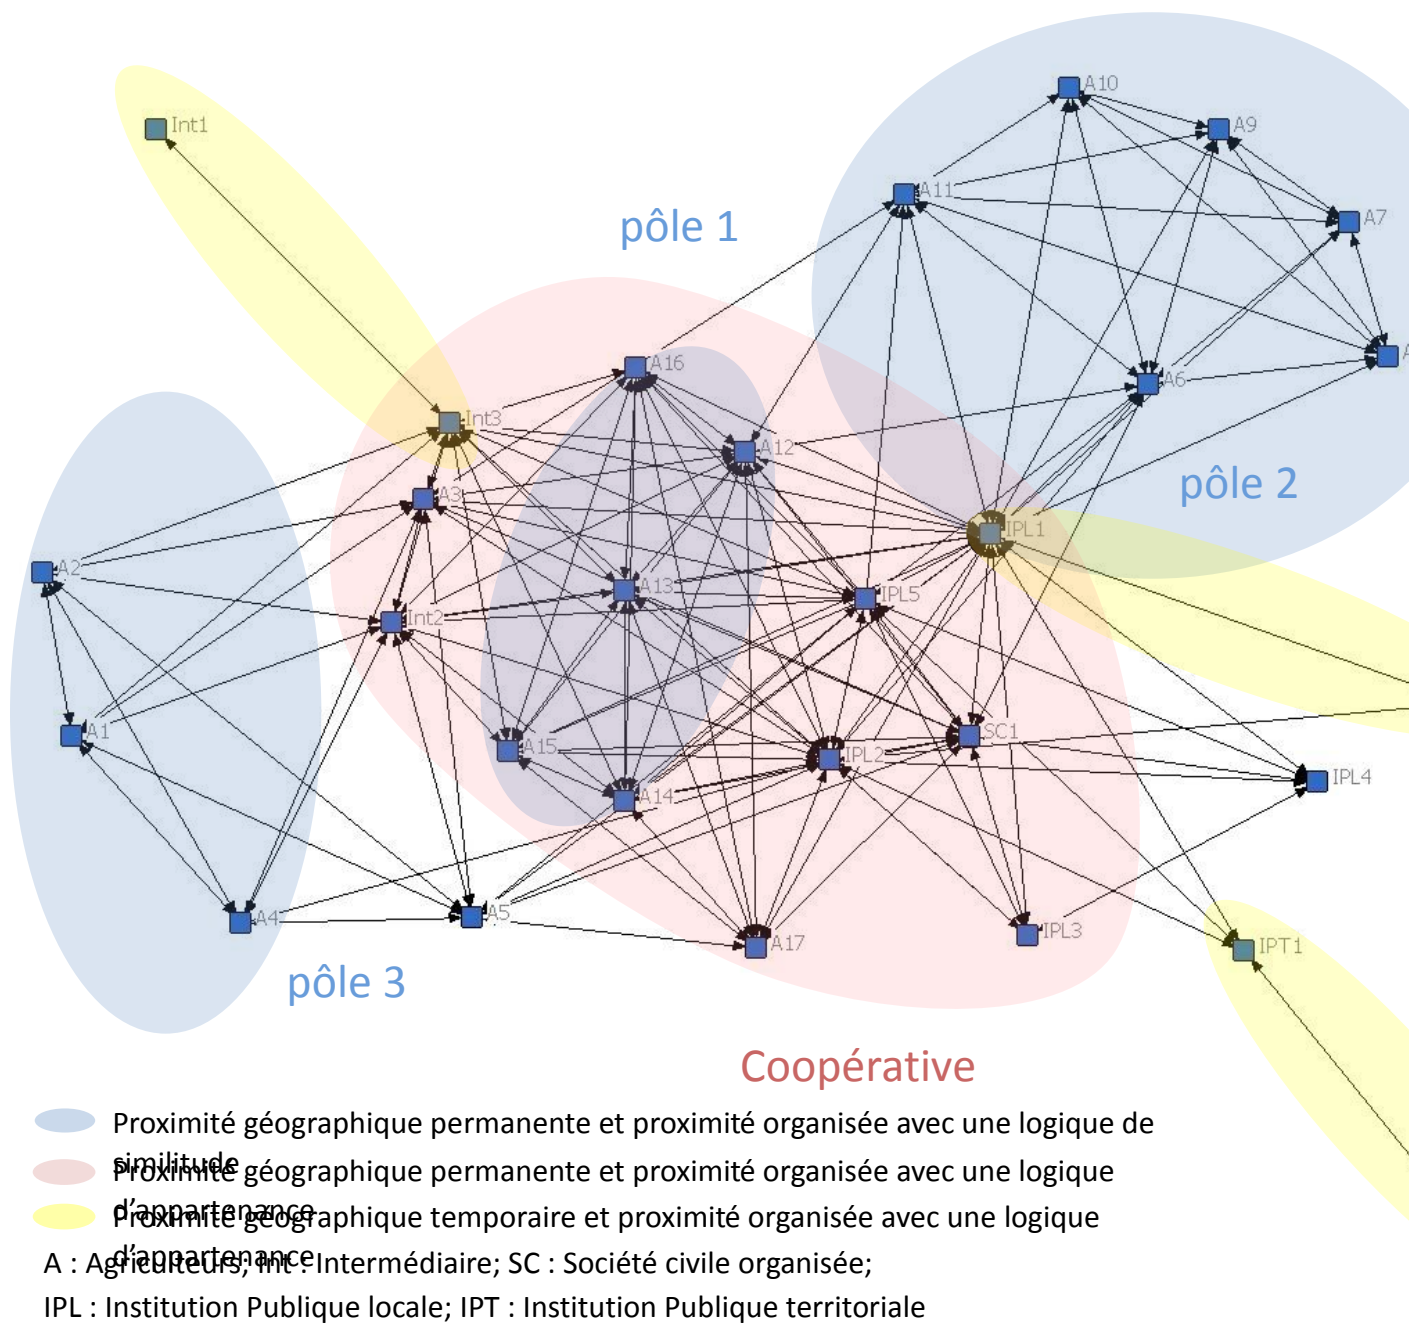 A10
Int1
A9
A11
A7
pôle 1
A
A16
A6
Int3
A12
pôle 2
A3
IPL1
A2
A13
IPL5
Int2
A1
SC1
A15
IPL2
IPL4
A14
A4
A5
A17
IPL3
IPT1
pôle 3
Coopérative
Proximité géographique permanente et proximité organisée avec une logique de
similitude
Proximité géographique permanente et proximité organisée avec une logique
d’appartenance
Proximité géographique temporaire et proximité organisée avec une logique
d’appartenance
A : Agriculteurs; Int : Intermédiaire; SC : Société civile organisée;
IPL : Institution Publique locale; IPT : Institution Publique territoriale